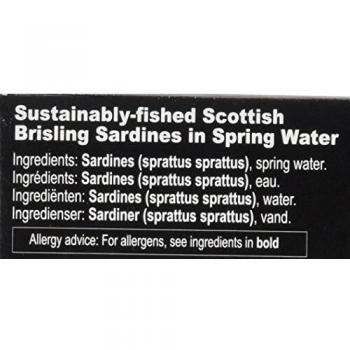 Sustainably-fished Scottish
Brisling Sardines in Spring Water
Ingredients: Sardines (sprattus sprattus), spring water.
Ingrédients: Sardines (sprattus sprattus), eau.
Ingrediënten: Sardines (sprattus sprattus), water.
Ingredienser: Sardiner (sprattus sprattus), vand.
Allergy advice: For allergens, see ingredients in bold